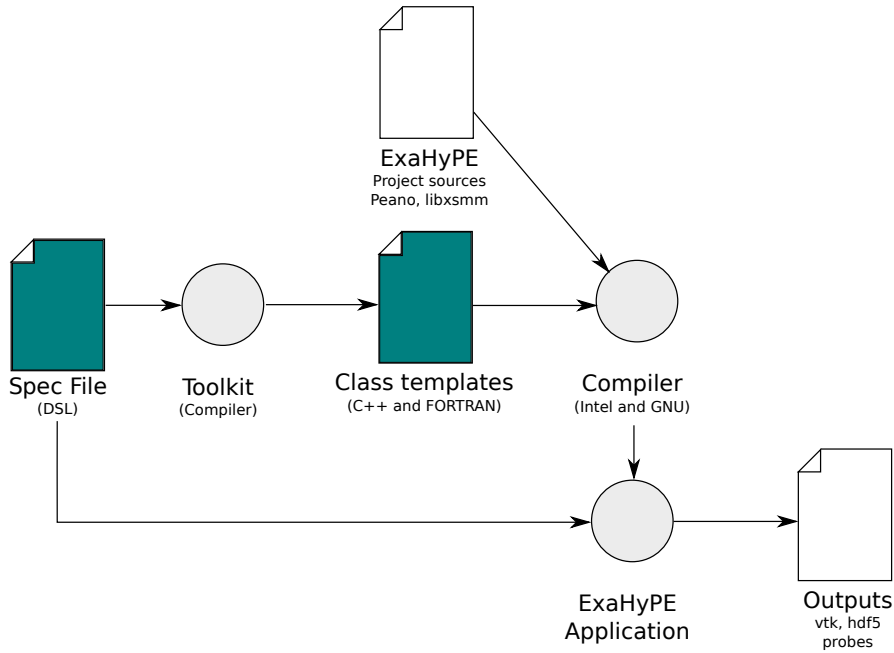 ExaHyPE
Project sources
Peano, libxsmm
Spec File
(DSL)
Toolkit
(Compiler)
Class templates
(C++ and FORTRAN)
Compiler
(Intel and GNU)
ExaHyPE
Application
Outputs
vtk, hdf5
probes